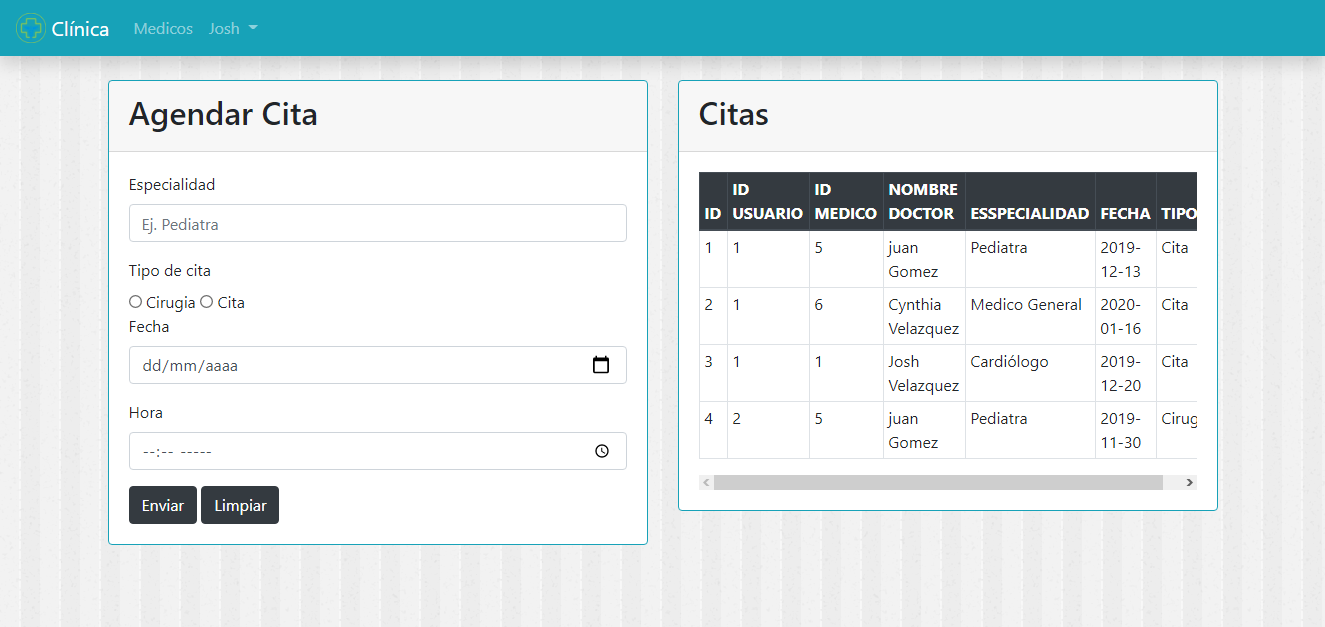 Clínica Medicos Josh
Agendar Cita
Especialidad
Ej. Pediatra
Tipo de cita
Cirugia Cita
Fecha
dd/mm/aaaa
Hora
--:-- -----
Enviar Limpiar
Citas
ID ID USUARIO ID MEDICO NOMBRE DOCTOR ESSPECIALIDAD FECHA TIPO
1 1 5 juan Gomez Pediatra 2019-12-13 Cita
2 1 6 Cynthia Velazquez Medico General 2020-01-16 Cita
3 1 1 Josh Velazquez Cardiólogo 2019-12-20 Cita
4 2 5 juan Gomez Pediatra 2019-11-30 Cirug